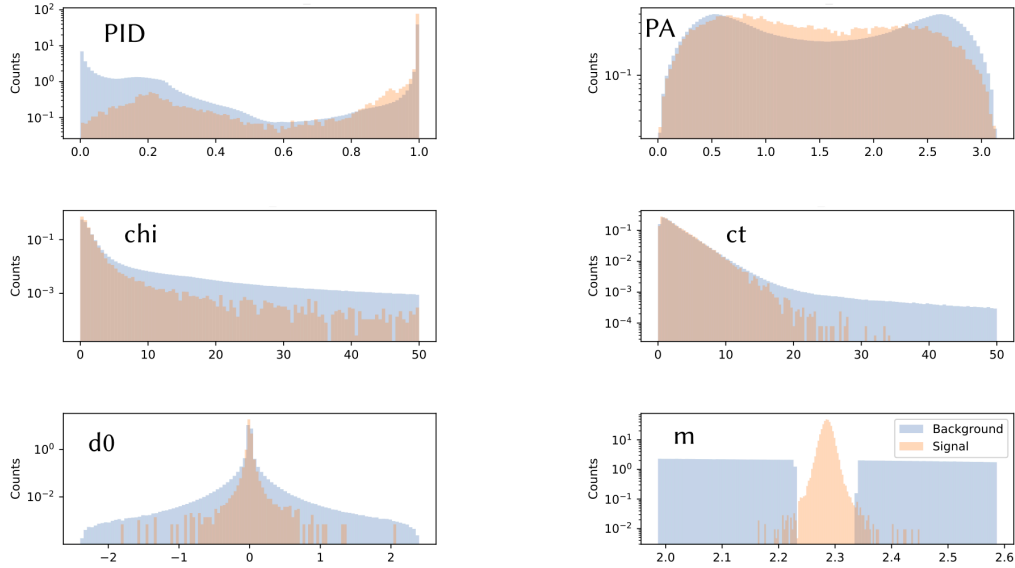 PID
Counts
10²
10¹
10⁰
10⁻¹
0.0 0.2 0.4 0.6 0.8 1.0
PA
Counts
10⁻¹
0.0 0.5 1.0 1.5 2.0 2.5 3.0
chi
Counts
10⁻¹
10⁻³
0 10 20 30 40 50
ct
Counts
10⁻¹
10⁻²
10⁻³
10⁻⁴
0 10 20 30 40 50
d0
Counts
10⁰
10⁻²
−2 −1 0 1 2
m
Background
Signal
Counts
10¹
10⁰
10⁻¹
10⁻²
2.0 2.1 2.2 2.3 2.4 2.5 2.6